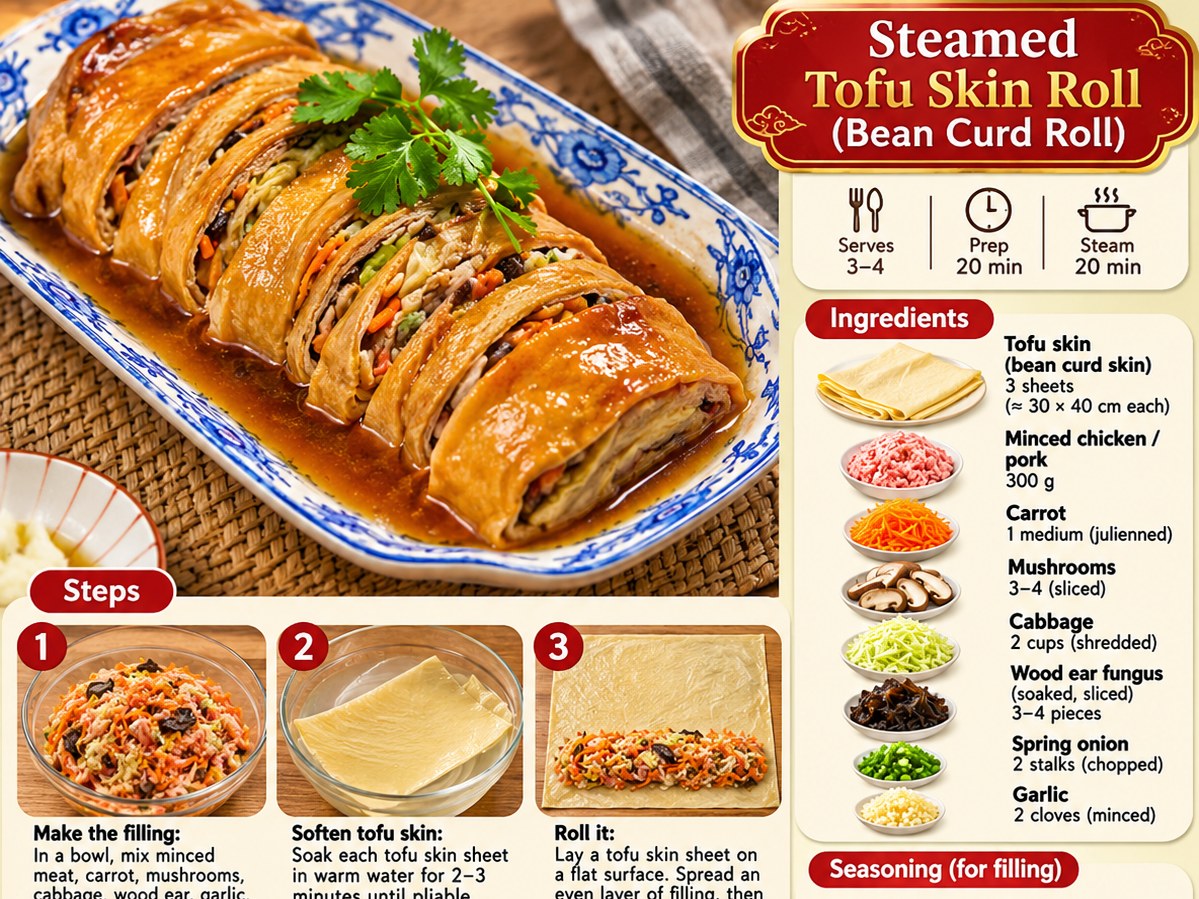 Steamed
Tofu Skin Roll
(Bean Curd Roll)
Serves
3–4
Prep
20 min
Steam
20 min
Ingredients
Tofu skin
(bean curd skin)
3 sheets
(≈ 30 × 40 cm each)
Minced chicken /
pork
300 g
Carrot
1 medium (julienned)
Mushrooms
3–4 (sliced)
Cabbage
2 cups (shredded)
Wood ear fungus
(soaked, sliced)
3–4 pieces
Spring onion
2 stalks (chopped)
Garlic
2 cloves (minced)
Seasoning (for filling)
Steps
1
Make the filling:
In a bowl, mix minced
meat, carrot, mushrooms,
cabbage, wood ear, garlic,
2
Soften tofu skin:
Soak each tofu skin sheet
in warm water for 2–3
minutes until pliable.
3
Roll it:
Lay a tofu skin sheet on
a flat surface. Spread an
even layer of filling, then